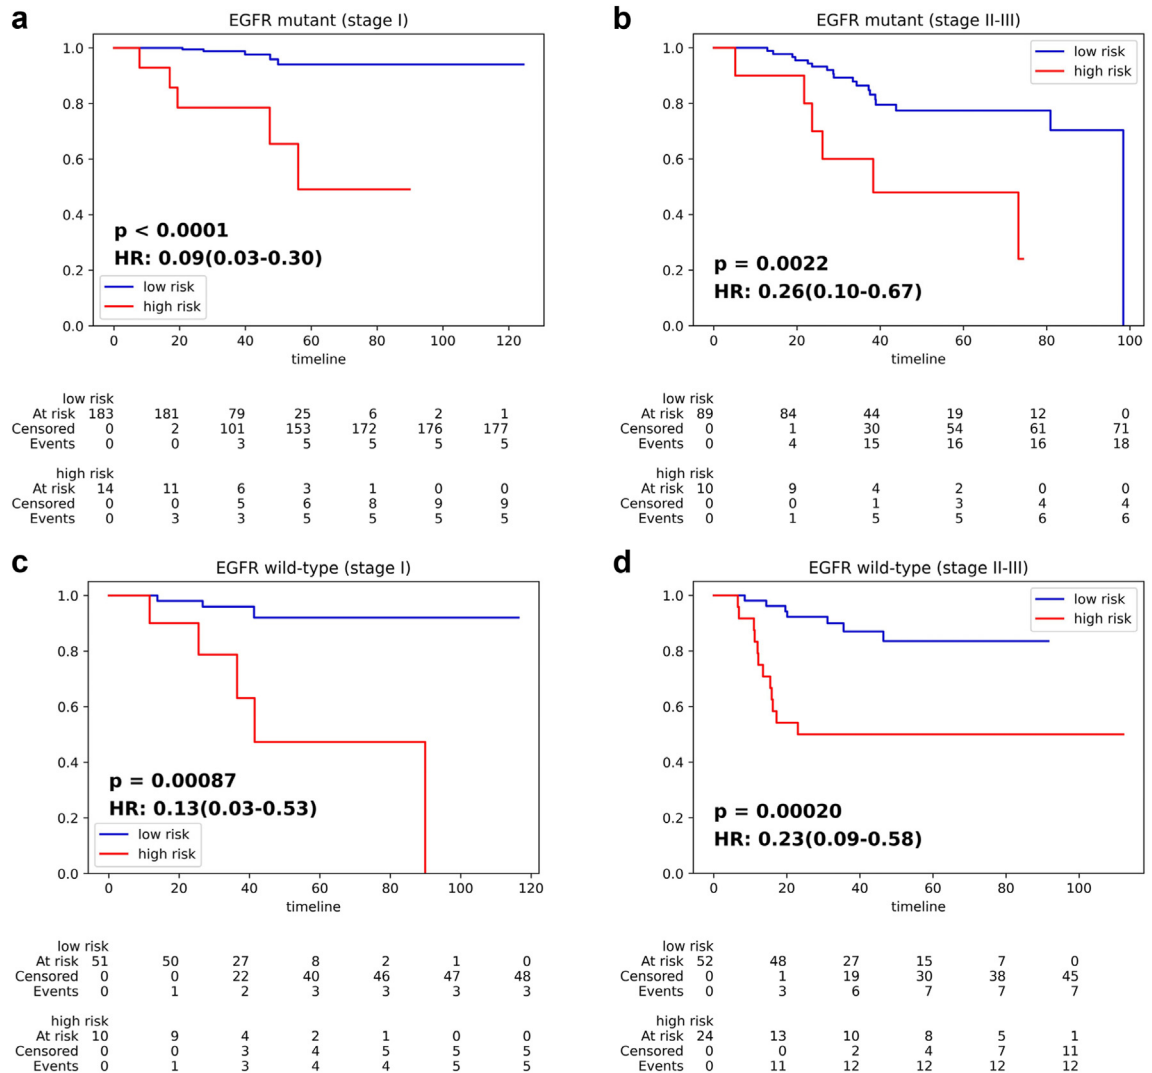 a
EGFR mutant (stage I)
1.0
0.8
0.6
0.4
0.2
0.0
p < 0.0001
HR: 0.09(0.03-0.30)
low risk
high risk
0 20 40 60 80 100 120
timeline
low risk
At risk 183 181 79 25 6 2 1
Censored 0 2 101 153 172 176 177
Events 0 0 3 5 5 5 5
high risk
At risk 14 11 6 3 1 0 0
Censored 0 0 5 6 8 9 9
Events 0 3 3 5 5 5 5
b
EGFR mutant (stage II-III)
low risk
high risk
1.0
0.8
0.6
0.4
0.2
0.0
p = 0.0022
HR: 0.26(0.10-0.67)
0 20 40 60 80 100
timeline
low risk
At risk 89 84 44 19 12 0
Censored 0 1 30 54 61 71
Events 0 4 15 16 16 18
high risk
At risk 10 9 4 2 0 0
Censored 0 0 1 3 4 4
Events 0 1 5 5 6 6
c
EGFR wild-type (stage I)
1.0
0.8
0.6
0.4
0.2
0.0
p = 0.00087
HR: 0.13(0.03-0.53)
low risk
high risk
0 20 40 60 80 100 120
timeline
low risk
At risk 51 50 27 8 2 1 0
Censored 0 0 22 40 46 47 48
Events 0 1 2 3 3 3 3
high risk
At risk 10 9 4 2 1 0 0
Censored 0 0 3 4 5 5 5
Events 0 1 3 4 4 5 5
d
EGFR wild-type (stage II-III)
low risk
high risk
1.0
0.8
0.6
0.4
0.2
0.0
p = 0.00020
HR: 0.23(0.09-0.58)
0 20 40 60 80 100
timeline
low risk
At risk 52 48 27 15 7 0
Censored 0 1 19 30 38 45
Events 0 3 6 7 7 7
high risk
At risk 24 13 10 8 5 1
Censored 0 0 2 4 7 11
Events 0 11 12 12 12 12